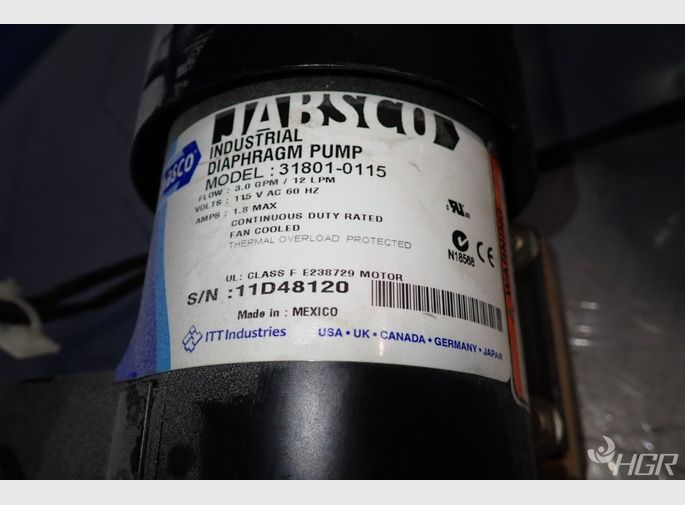 JABSCO
INDUSTRIAL
DIAPHRAGM PUMP
MODEL : 31801-0115
FLOW : 3.0 GPM / 12 LPM
VOLTS : 115 V AC 60 HZ
AMPS : 1.8 MAX
CONTINUOUS DUTY RATED
FAN COOLED
THERMAL OVERLOAD PROTECTED
N18568
CE
WARNING
UL: CLASS F E238729 MOTOR
S/N : 11D48120
Made in : MEXICO
ITT Industries
USA • UK • CANADA • GERMANY • JAPAN
HGR